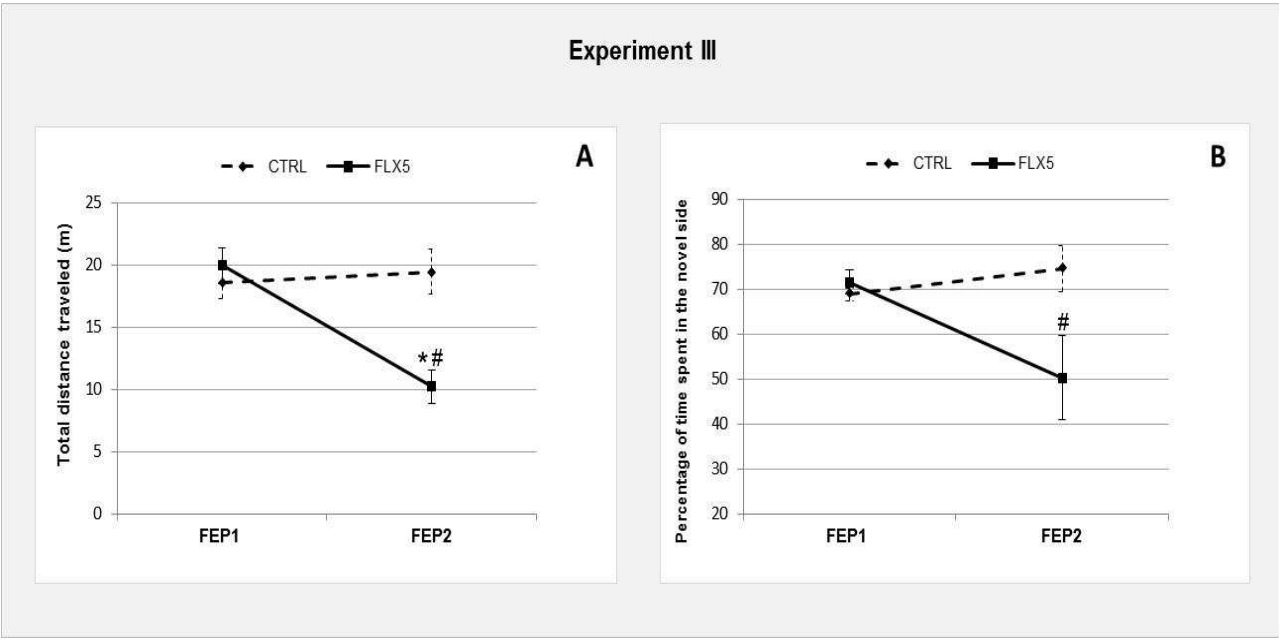 Experiment III
A
CTRL FLX5
Total distance traveled (m)
25
20
15
10
5
0
*#
FEP1 FEP2
B
CTRL FLX5
Percentage of time spent in the novel side
90
80
70
60
50
40
30
20
#
FEP1 FEP2